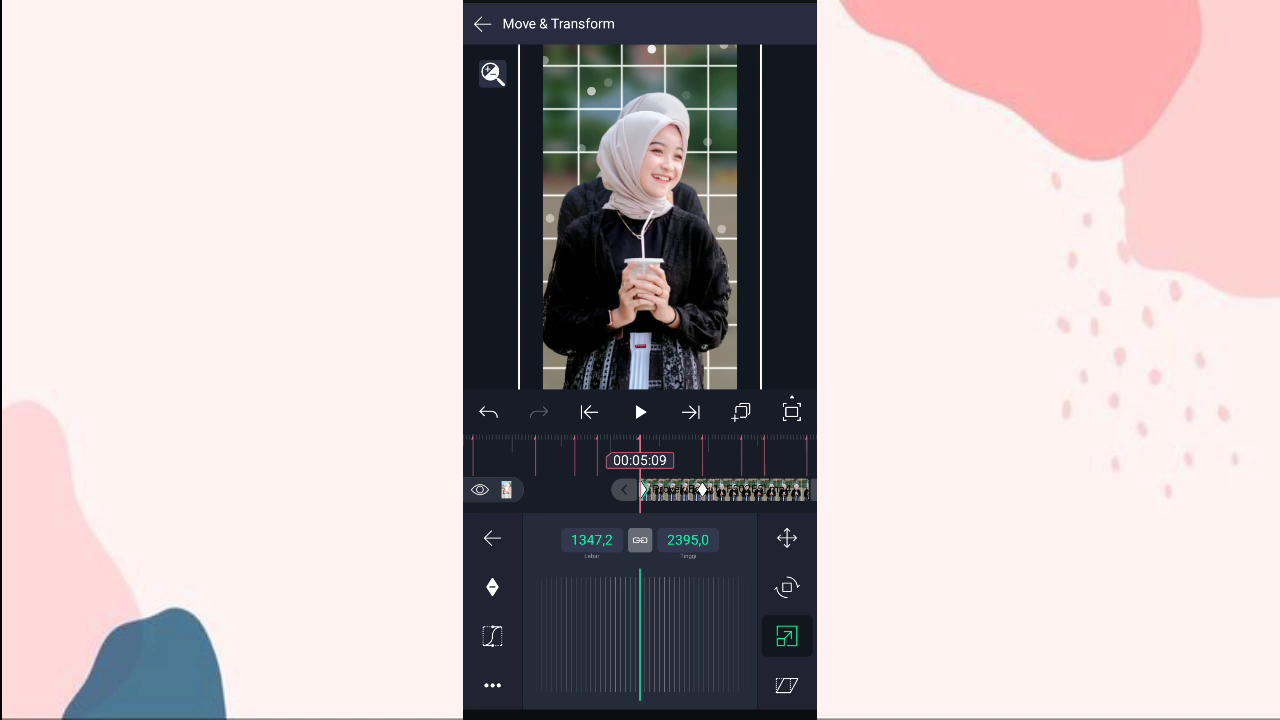 Move & Transform
00:05:09
1347,2
2395,0
Lebar
Tinggi